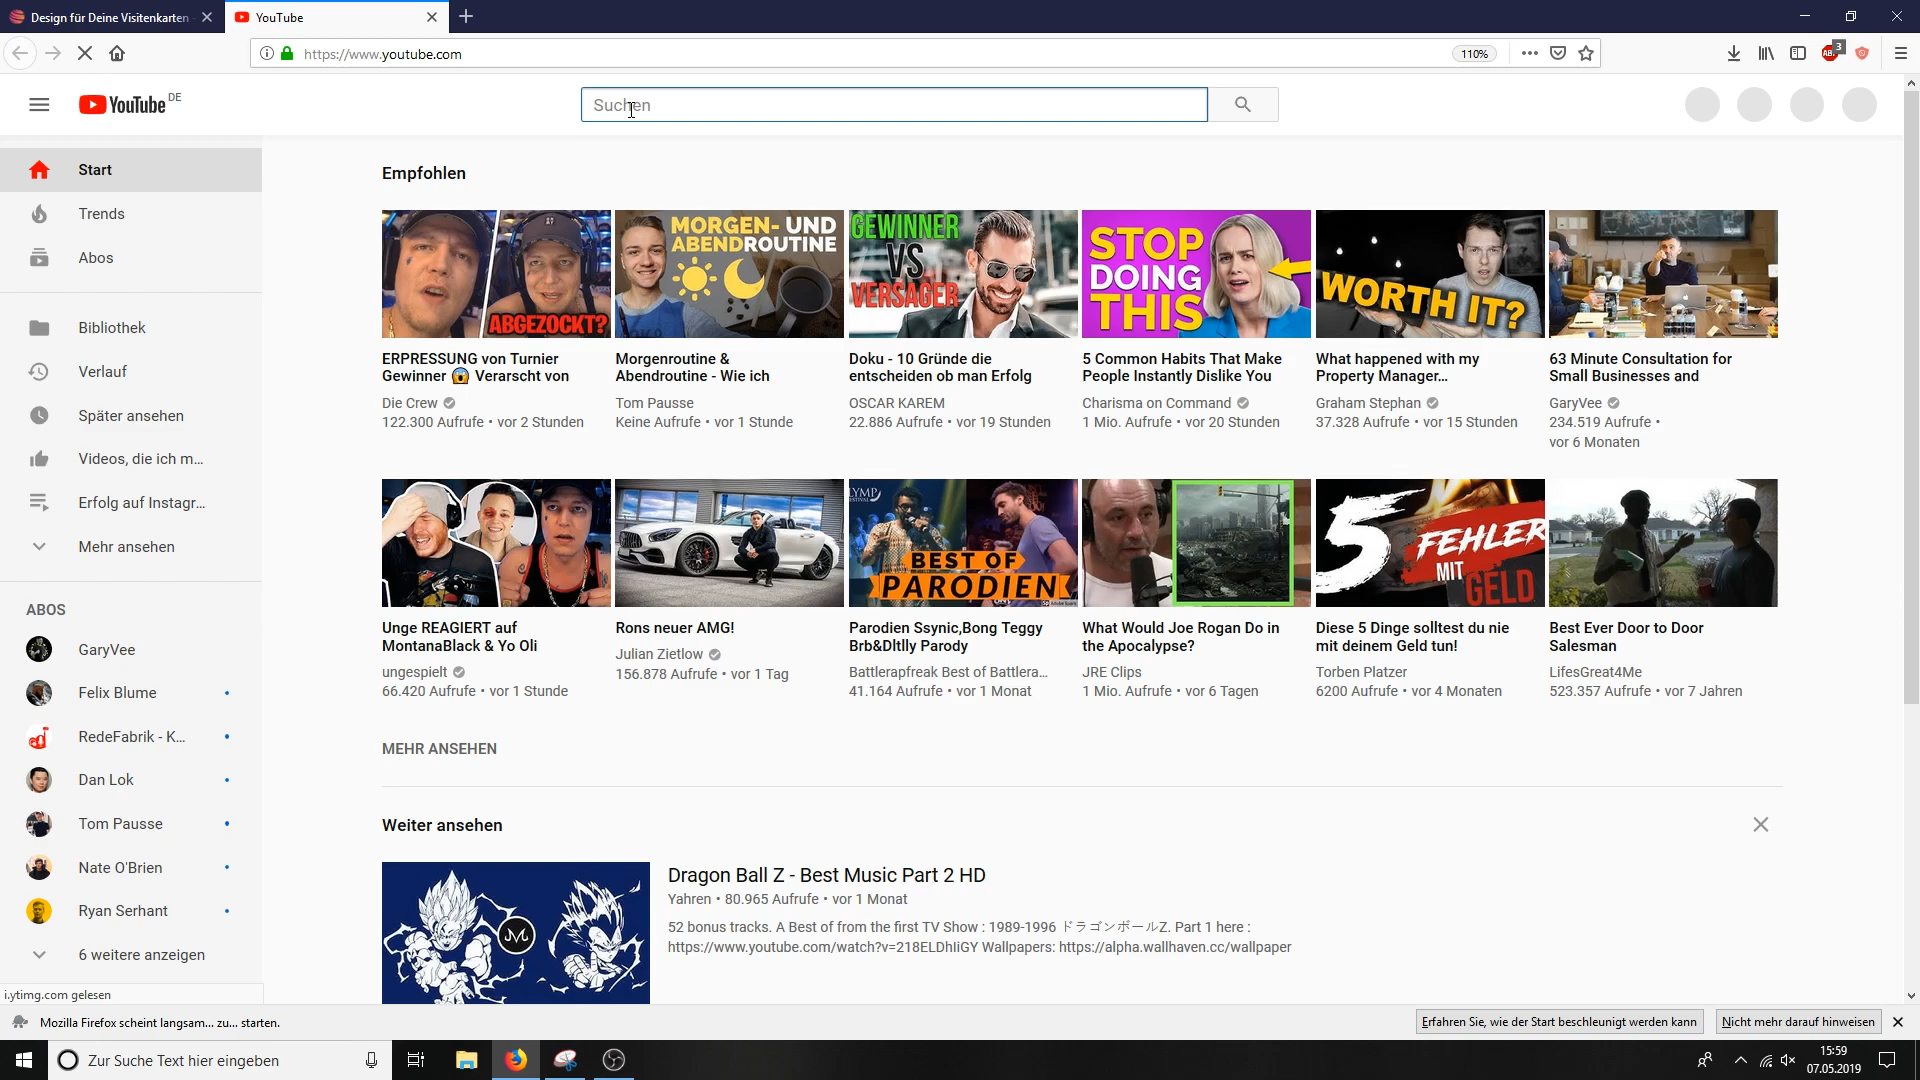 Design für Deine Visitenkarten
YouTube
https://www.youtube.com
110%
3
YouTube DE
Suchen
Start
Trends
Abos
Bibliothek
Verlauf
Später ansehen
Videos, die ich m...
Erfolg auf Instagr...
Mehr ansehen
ABOS
GaryVee
Felix Blume
RedeFabrik - K...
Dan Lok
Tom Pausse
Nate O'Brien
Ryan Serhant
6 weitere anzeigen
Empfohlen
ABGEZOCKT?
MORGEN- UND
ABENDROUTINE
GEWINNER
VS
VERSAGER
STOP
DOING
THIS
WORTH IT?
ERPRESSUNG von Turnier
Gewinner 😱 Verarscht von
Die Crew
122.300 Aufrufe • vor 2 Stunden
Morgenroutine &
Abendroutine - Wie ich
Tom Pausse
Keine Aufrufe • vor 1 Stunde
Doku - 10 Gründe die
entscheiden ob man Erfolg
OSCAR KAREM
22.886 Aufrufe • vor 19 Stunden
5 Common Habits That Make
People Instantly Dislike You
Charisma on Command
1 Mio. Aufrufe • vor 20 Stunden
What happened with my
Property Manager...
Graham Stephan
37.328 Aufrufe • vor 15 Stunden
63 Minute Consultation for
Small Businesses and
GaryVee
234.519 Aufrufe •
vor 6 Monaten
LYMP
BEST OF
PARODIEN
5 FEHLER
MIT
GELD
Unge REAGIERT auf
MontanaBlack & Yo Oli
ungespielt
66.420 Aufrufe • vor 1 Stunde
Rons neuer AMG!
Julian Zietlow
156.878 Aufrufe • vor 1 Tag
Parodien Ssynic,Bong Teggy
Brb&Dltlly Parody
Battlerapfreak Best of Battlera...
41.164 Aufrufe • vor 1 Monat
What Would Joe Rogan Do in
the Apocalypse?
JRE Clips
1 Mio. Aufrufe • vor 6 Tagen
Diese 5 Dinge solltest du nie
mit deinem Geld tun!
Torben Platzer
6200 Aufrufe • vor 4 Monaten
Best Ever Door to Door
Salesman
LifesGreat4Me
523.357 Aufrufe • vor 7 Jahren
MEHR ANSEHEN
Weiter ansehen
Dragon Ball Z - Best Music Part 2 HD
Yahren • 80.965 Aufrufe • vor 1 Monat
52 bonus tracks. A Best of from the first TV Show : 1989-1996 ドラゴンボールZ. Part 1 here :
https://www.youtube.com/watch?v=218ELDhliGY Wallpapers: https://alpha.wallhaven.cc/wallpaper
i.ytimg.com gelesen
Mozilla Firefox scheint langsam... zu... starten.
Erfahren Sie, wie der Start beschleunigt werden kann
Nicht mehr darauf hinweisen
Zur Suche Text hier eingeben
15:59
07.05.2019